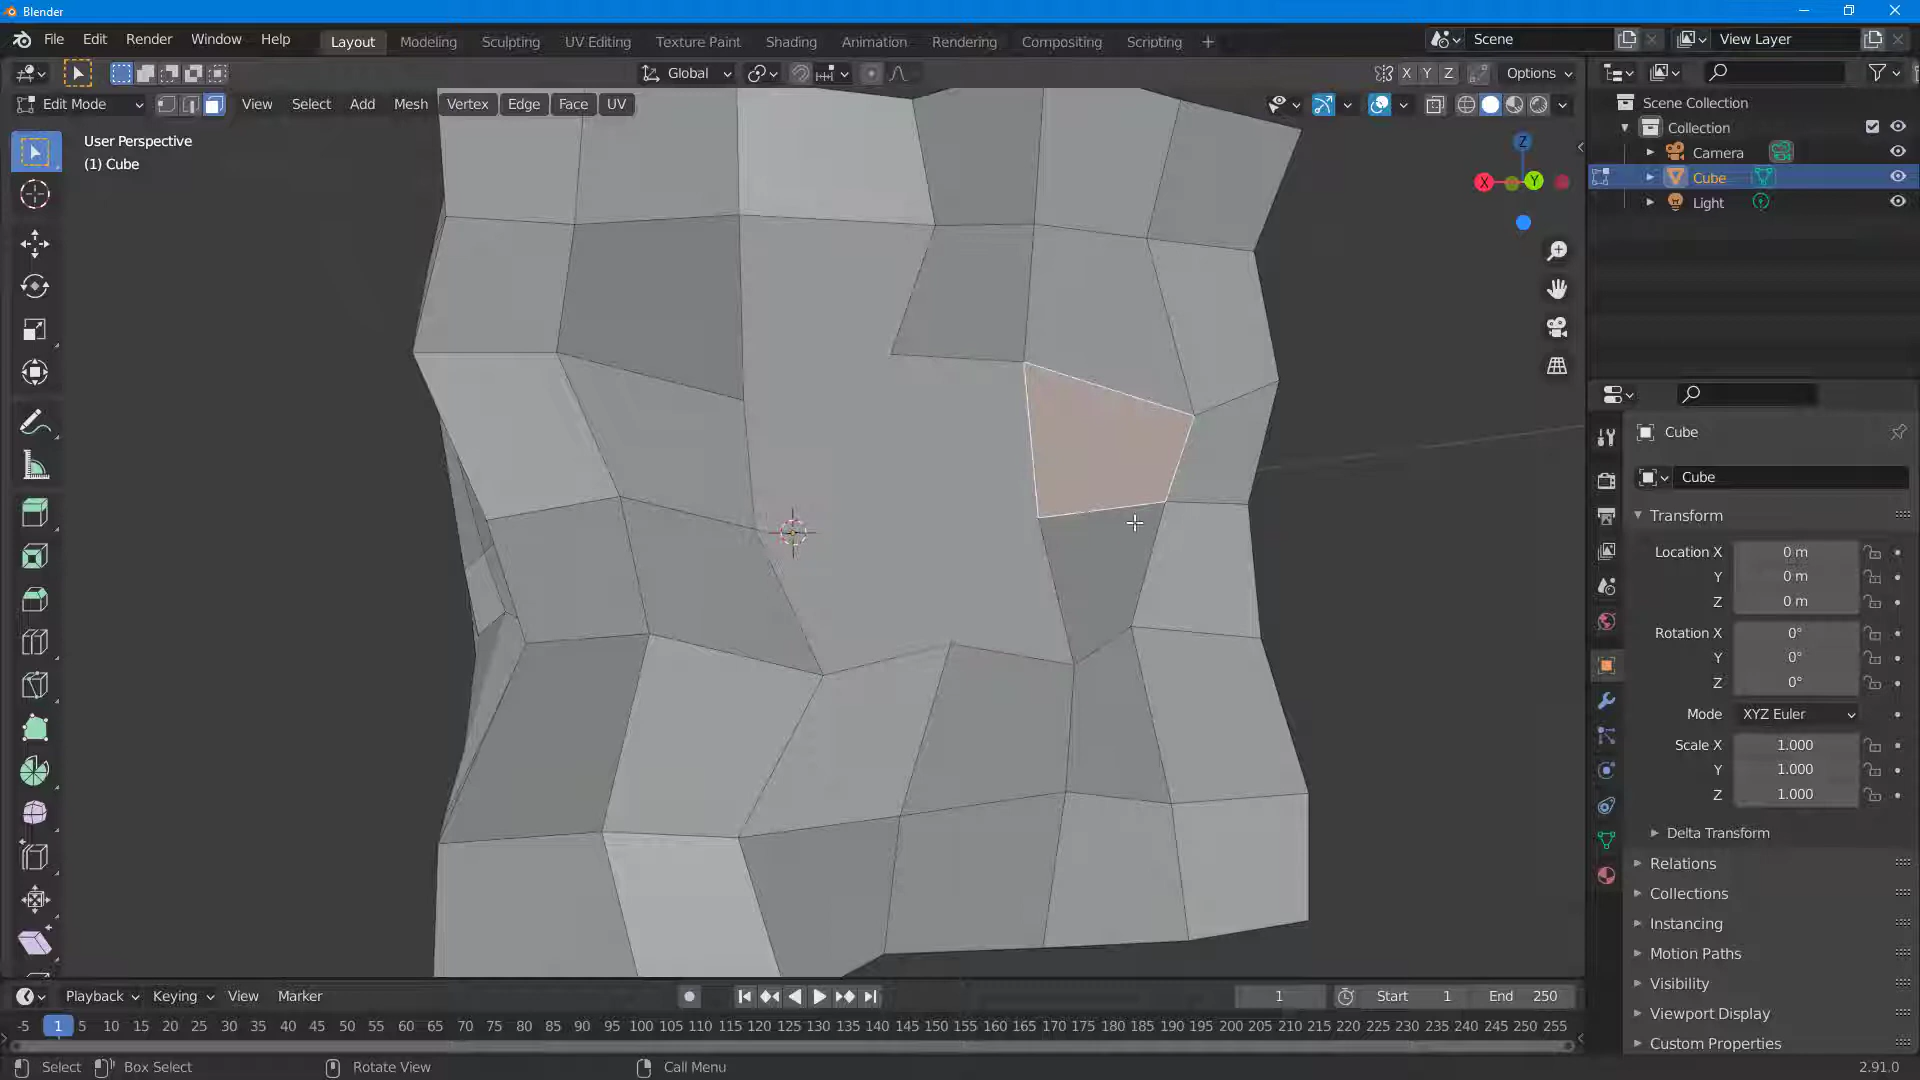 Blender
File Edit Render Window Help Layout Modeling Sculpting UV Editing Texture Paint Shading Animation Rendering Compositing Scripting + Scene View Layer
Global X Y Z Options
Edit Mode View Select Add Mesh Vertex Edge Face UV
Scene Collection
Collection
Camera
Cube
Light
User Perspective
(1) Cube
Z
X
Y
Cube
Cube
Transform
Location X 0 m
Y 0 m
Z 0 m
Rotation X 0°
Y 0°
Z 0°
Mode XYZ Euler
Scale X 1.000
Y 1.000
Z 1.000
Delta Transform
Relations
Collections
Instancing
Motion Paths
Visibility
Viewport Display
Custom Properties
Playback Keying View Marker 1 Start 1 End 250
-5 1 5 10 15 20 25 30 35 40 45 50 55 60 65 70 75 80 85 90 95 100 105 110 115 120 125 130 135 140 145 150 155 160 165 170 175 180 185 190 195 200 205 210 215 220 225 230 235 240 245 250 255
Select Box Select Rotate View Call Menu 2.91.0